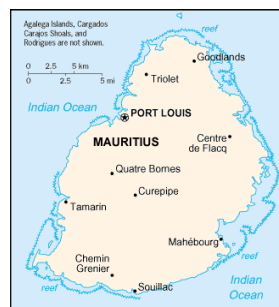 Agalega Islands, Cargados
Carajos Shoals, and
Rodrigues are not shown.
reef
Goodlands
0 2.5 5 km
0 2.5 5 mi
Triolet
Indian Ocean
PORT LOUIS
MAURITIUS
Centre
de Flacq
Quatre Bornes
Curepipe
Tamarin
Mahébourg
Chemin
Grenier
Souillac
Indian
Ocean
reef